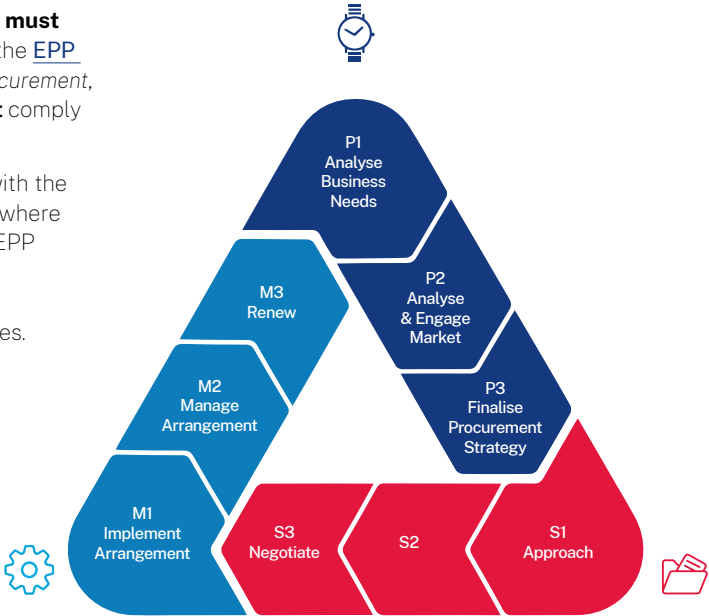 must
the EPP
curement,
comply
with the
where
EPP
es.
P1
Analyse
Business
Needs
P2
Analyse
& Engage
Market
P3
Finalise
Procurement
Strategy
S1
Approach
S2
S3
Negotiate
M1
Implement
Arrangement
M2
Manage
Arrangement
M3
Renew